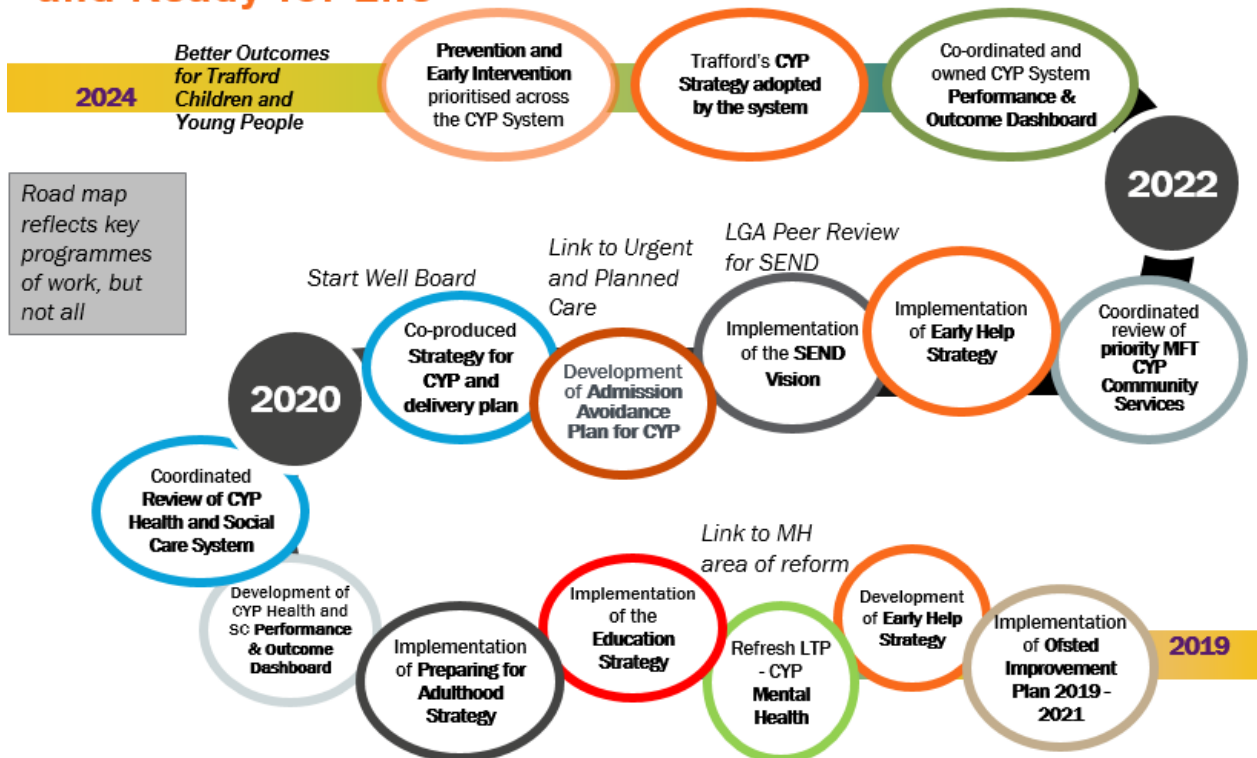 and Ready for Life
2024
Better Outcomes
for Trafford
Children and
Young People
Prevention and
Early Intervention
prioritised across
the CYP System
Trafford's CYP
Strategy adopted
by the system
Co-ordinated and
owned CYP System
Performance &
Outcome Dashboard
2022
Road map
reflects key
programmes
of work, but
not all
Start Well Board
Link to Urgent
and Planned
Care
LGA Peer Review
for SEND
2020
Co-produced
Strategy for
CYP and
delivery plan
Development
of Admission
Avoidance
Plan for CYP
Implementation
of the SEND
Vision
Implementation
of Early Help
Strategy
Coordinated
review of
priority MFT
CYP
Community
Services
Coordinated
Review of CYP
Health and Social
Care System
Link to MH
area of reform
Development of
CYP Health and
SC Performance
& Outcome
Dashboard
Implementation
of Preparing for
Adulthood
Strategy
Implementation
of the
Education
Strategy
Refresh LTP
- CYP
Mental
Health
Development
of Early Help
Strategy
Implementation
of Ofsted
Improvement
Plan 2019 -
2021
2019